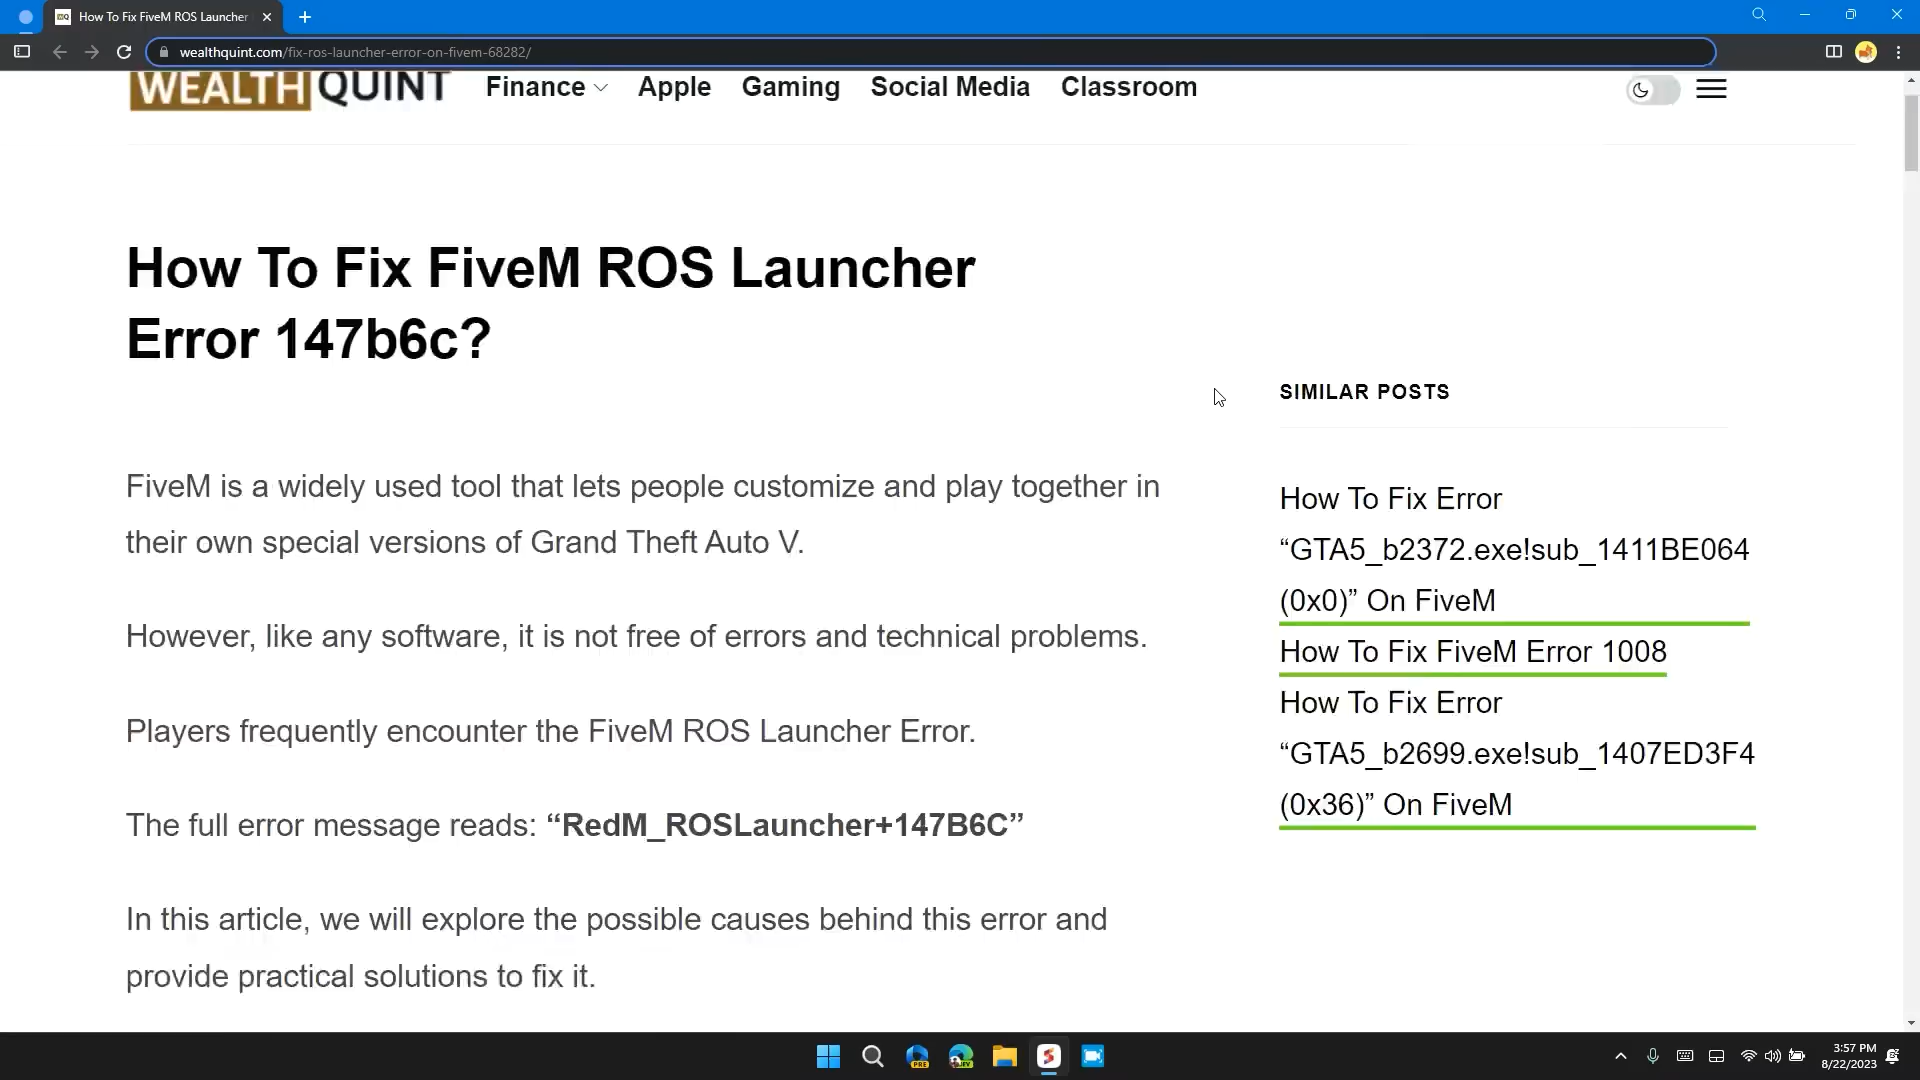 How To Fix FiveM ROS Launcher
wealthquint.com/fix-ros-launcher-error-on-fivem-68282/
WEALTH QUINT
Finance Apple Gaming Social Media Classroom
How To Fix FiveM ROS Launcher
Error 147b6c?
FiveM is a widely used tool that lets people customize and play together in
their own special versions of Grand Theft Auto V.
However, like any software, it is not free of errors and technical problems.
Players frequently encounter the FiveM ROS Launcher Error.
The full error message reads: “RedM_ROSLauncher+147B6C”
In this article, we will explore the possible causes behind this error and
provide practical solutions to fix it.
SIMILAR POSTS
How To Fix Error
“GTA5_b2372.exe!sub_1411BE064
(0x0)” On FiveM
How To Fix FiveM Error 1008
How To Fix Error
“GTA5_b2699.exe!sub_1407ED3F4
(0x36)” On FiveM
PRE
3:57 PM
8/22/2023